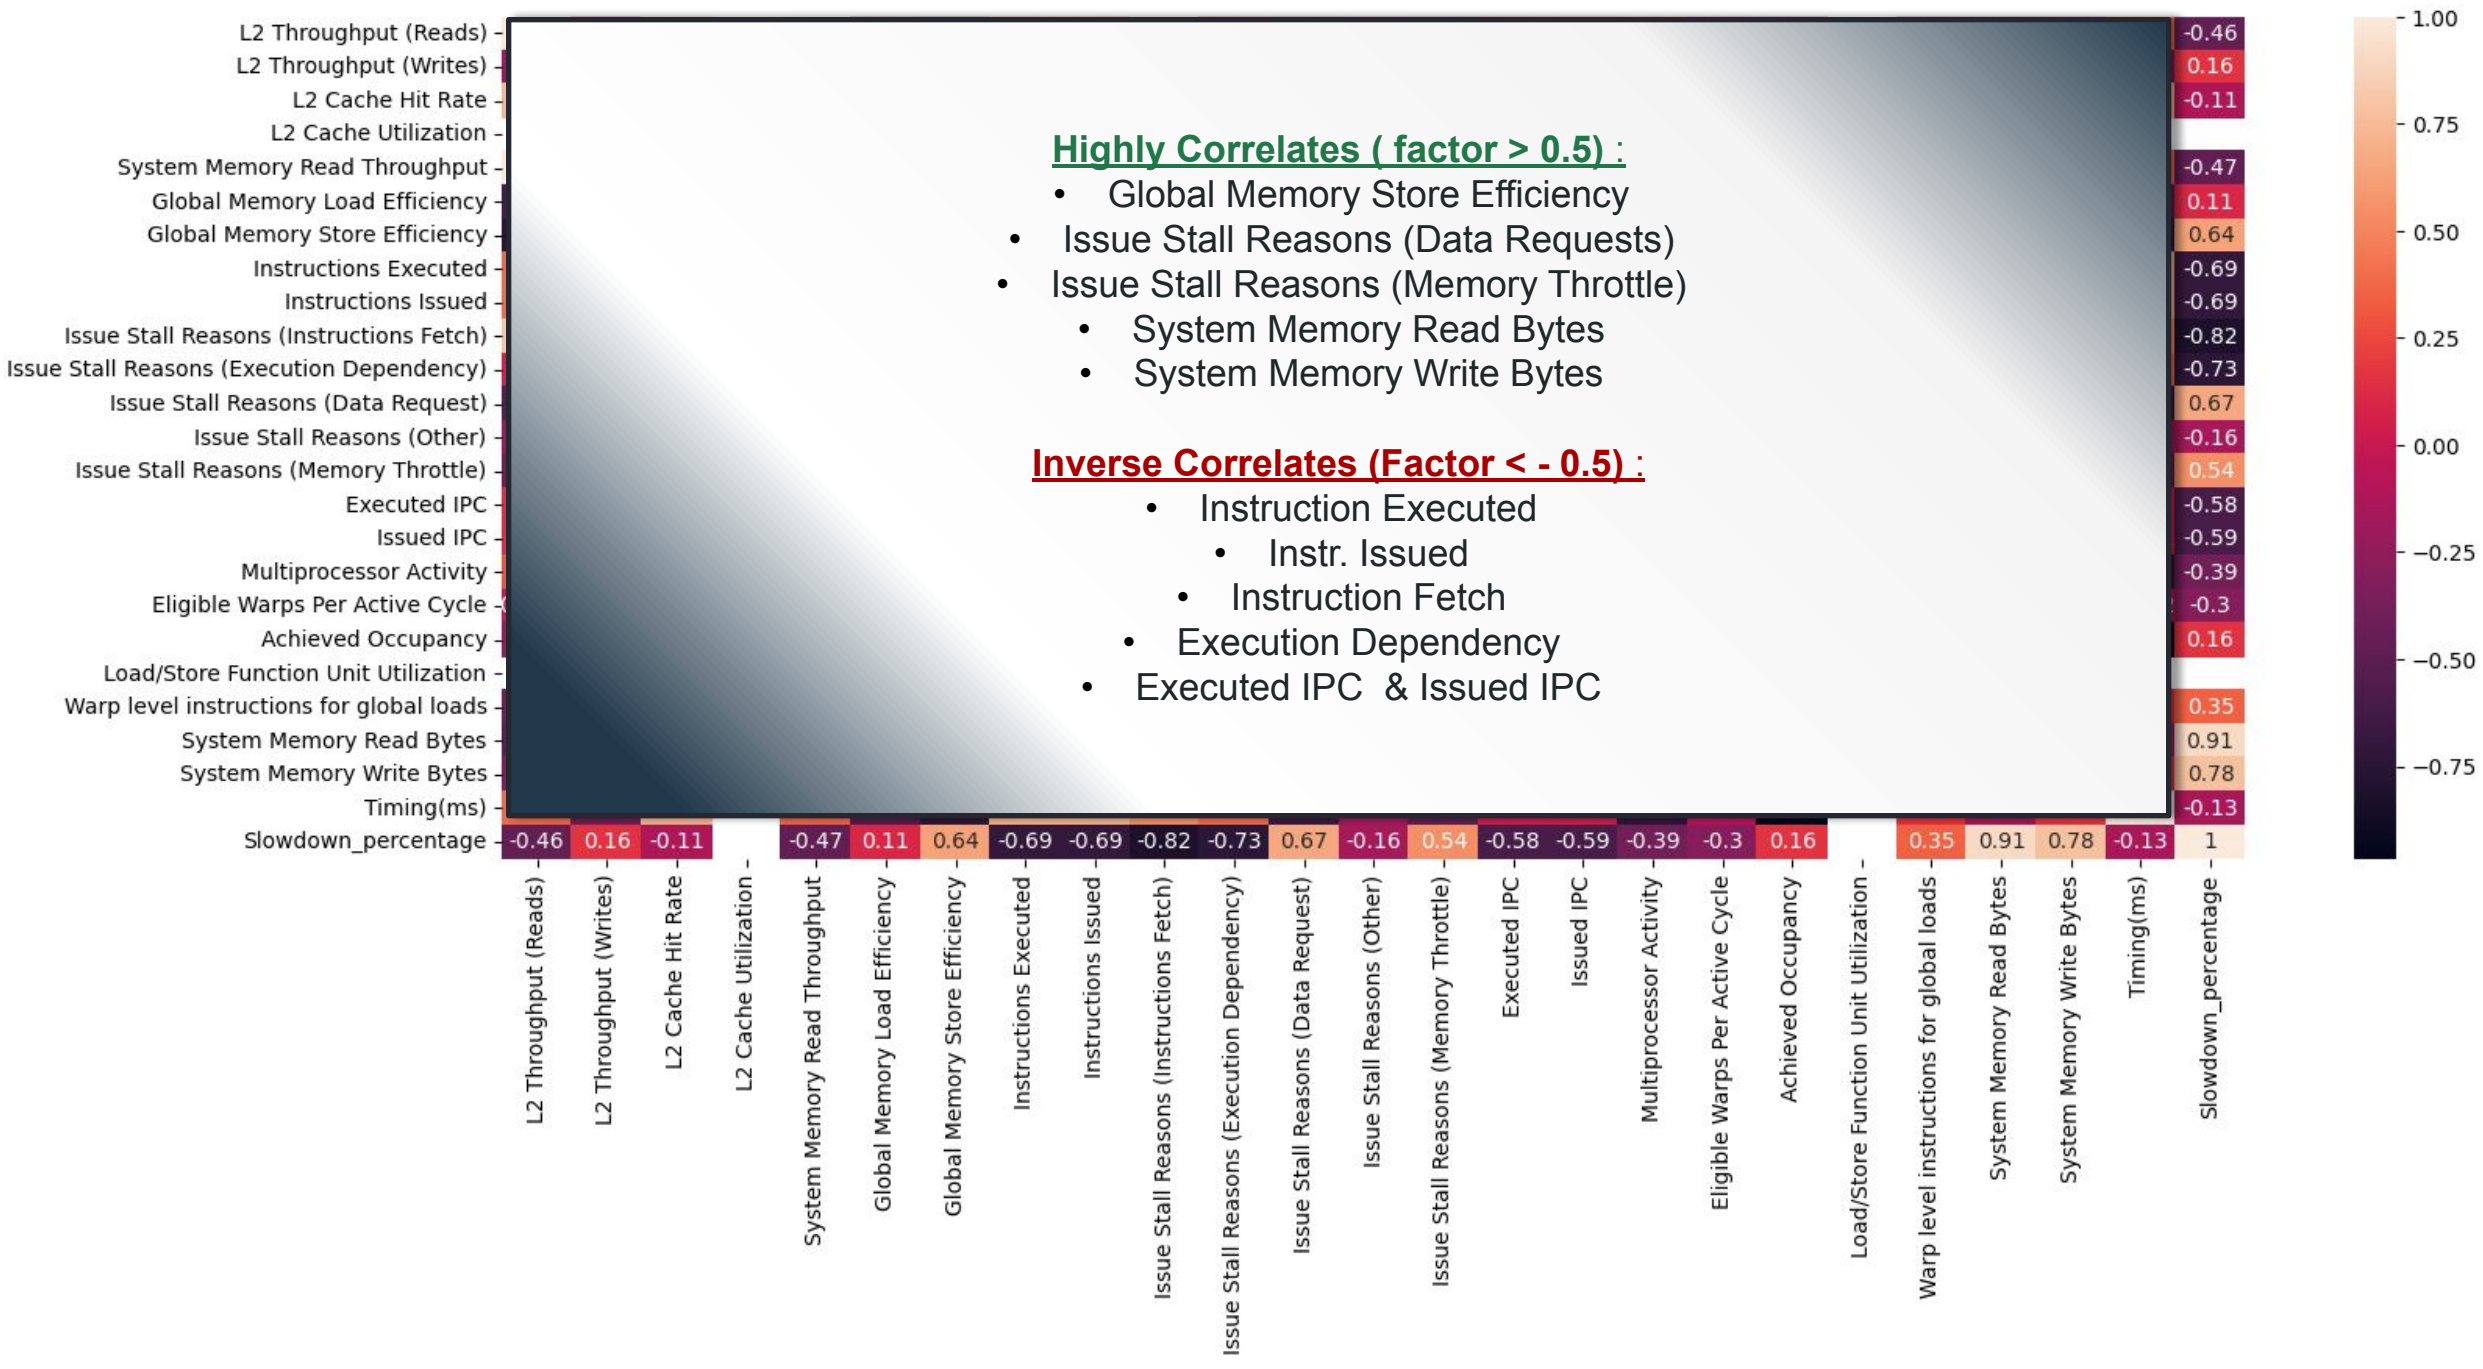 L2 Throughput (Reads) -0.46 1.00
L2 Throughput (Writes) 0.16
L2 Cache Hit Rate -0.11
L2 Cache Utilization 0.75
Highly Correlates ( factor > 0.5) :
System Memory Read Throughput -0.47
• Global Memory Store Efficiency
Global Memory Load Efficiency 0.11
Global Memory Store Efficiency 0.64 0.50
• Issue Stall Reasons (Data Requests)
Instructions Executed -0.69
• Issue Stall Reasons (Memory Throttle)
Instructions Issued -0.69
• System Memory Read Bytes
Issue Stall Reasons (Instructions Fetch) -0.82 0.25
Issue Stall Reasons (Execution Dependency) -0.73
• System Memory Write Bytes
Issue Stall Reasons (Data Request) 0.67
Issue Stall Reasons (Other) -0.16 0.00
Inverse Correlates (Factor < - 0.5) :
Issue Stall Reasons (Memory Throttle) 0.54
Executed IPC -0.58
• Instruction Executed
Issued IPC -0.59
• Instr. Issued
−0.25
Multiprocessor Activity -0.39
• Instruction Fetch
Eligible Warps Per Active Cycle -0.3
Achieved Occupancy 0.16
• Execution Dependency
−0.50
Load/Store Function Unit Utilization
• Executed IPC & Issued IPC
Warp level instructions for global loads 0.35
System Memory Read Bytes 0.91
System Memory Write Bytes 0.78 −0.75
Timing(ms) -0.13
Slowdown_percentage -0.46 0.16 -0.11 -0.47 0.11 0.64 -0.69 -0.69 -0.82 -0.73 0.67 -0.16 0.54 -0.58 -0.59 -0.39 -0.3 0.16 0.35 0.91 0.78 -0.13 1
L2 Throughput (Reads)
L2 Throughput (Writes)
L2 Cache Hit Rate
L2 Cache Utilization
System Memory Read Throughput
Global Memory Load Efficiency
Global Memory Store Efficiency
Instructions Executed
Instructions Issued
Issue Stall Reasons (Instructions Fetch)
Issue Stall Reasons (Execution Dependency)
Issue Stall Reasons (Data Request)
Issue Stall Reasons (Other)
Issue Stall Reasons (Memory Throttle)
Executed IPC
Issued IPC
Multiprocessor Activity
Eligible Warps Per Active Cycle
Achieved Occupancy
Load/Store Function Unit Utilization
Warp level instructions for global loads
System Memory Read Bytes
System Memory Write Bytes
Timing(ms)
Slowdown_percentage